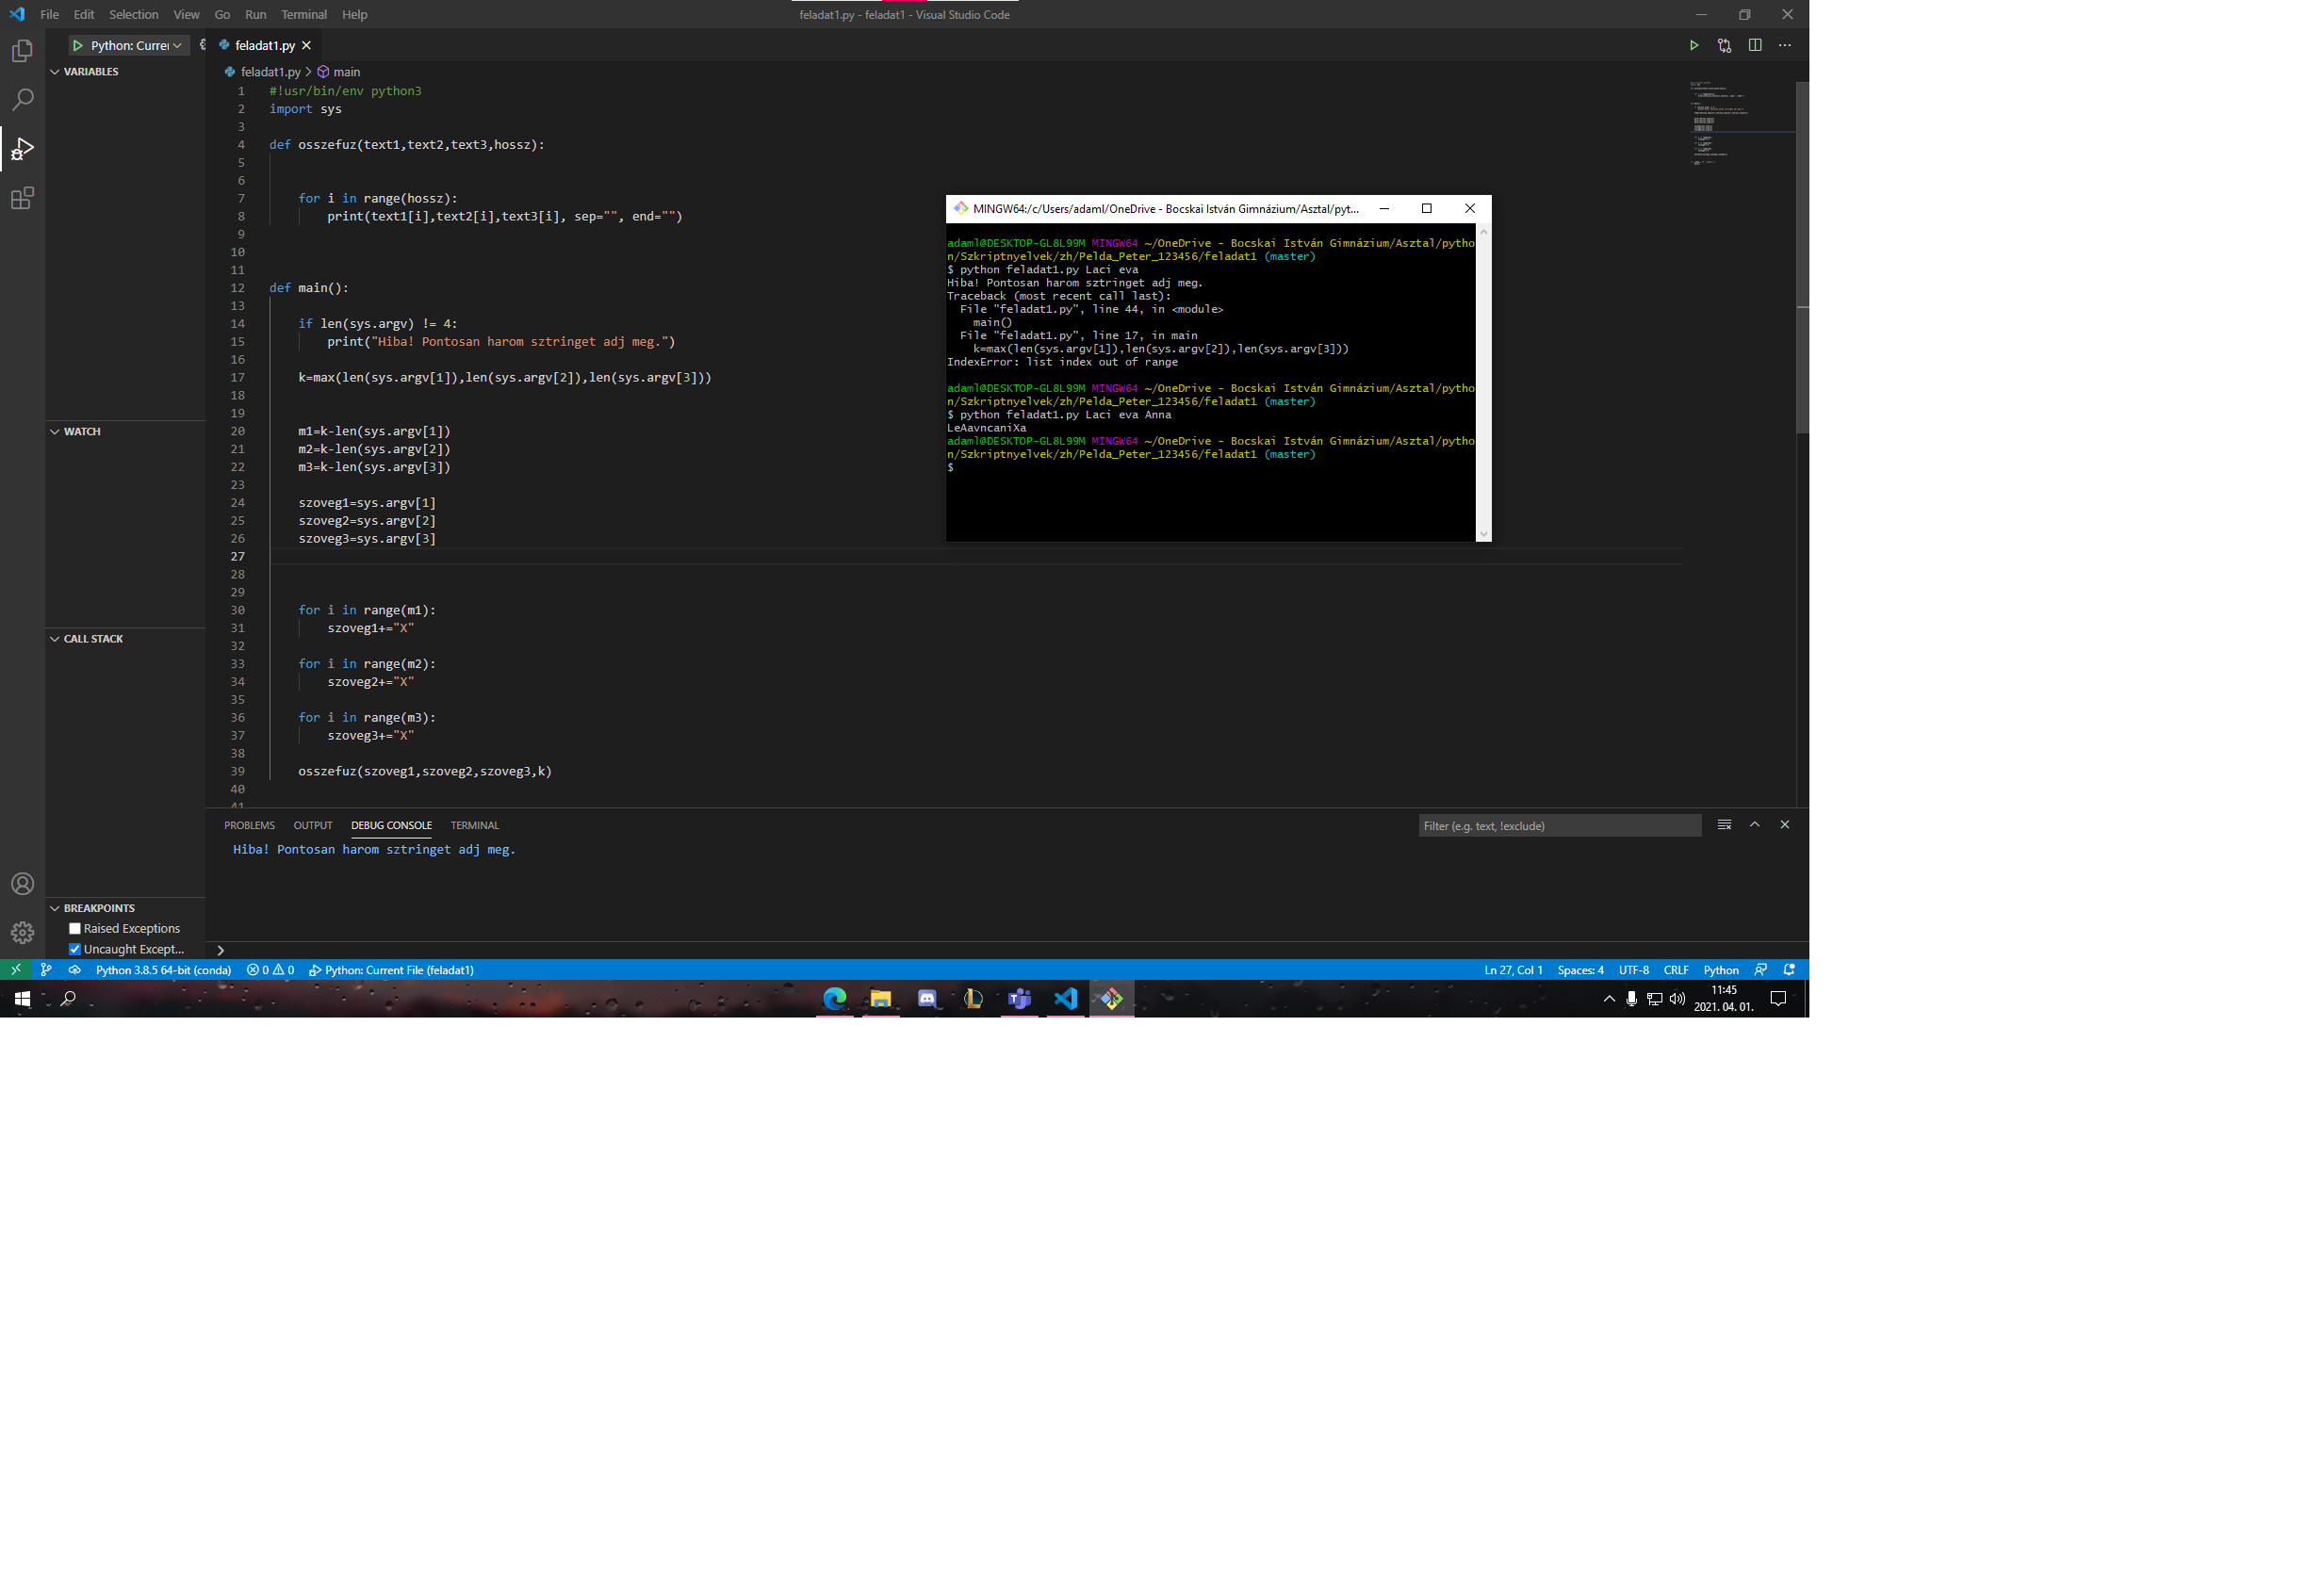 File Edit Selection View Go Run Terminal Help
feladat1.py - feladat1 - Visual Studio Code
Python: Currer
feladat1.py
VARIABLES
feladat1.py > main
1 #!usr/bin/env python3
2 import sys
3
4 def osszefuz(text1,text2,text3,hossz):
5
6
7 for i in range(hossz):
8 print(text1[i],text2[i],text3[i], sep="", end="")
9
10
11
12 def main():
13
14 if len(sys.argv) != 4:
15 print("Hiba! Pontosan harom sztringet adj meg.")
16
17 k=max(len(sys.argv[1]),len(sys.argv[2]),len(sys.argv[3]))
18
19
20 m1=k-len(sys.argv[1])
21 m2=k-len(sys.argv[2])
22 m3=k-len(sys.argv[3])
23
24 szoveg1=sys.argv[1]
25 szoveg2=sys.argv[2]
26 szoveg3=sys.argv[3]
27
28
29
30 for i in range(m1):
31 szoveg1+="X"
32
33 for i in range(m2):
34 szoveg2+="X"
35
36 for i in range(m3):
37 szoveg3+="X"
38
39 osszefuz(szoveg1,szoveg2,szoveg3,k)
40
41
MINGW64:/c/Users/adaml/OneDrive - Bocskai István Gimnázium/Asztal/pyt...
adaml@DESKTOP-GL8L99M MINGW64 ~/OneDrive - Bocskai István Gimnázium/Asztal/pytho
n/Szkriptnyelvek/zh/Pelda_Peter_123456/feladat1 (master)
$ python feladat1.py Laci eva
Hiba! Pontosan harom sztringet adj meg.
Traceback (most recent call last):
File "feladat1.py", line 44, in <module>
main()
File "feladat1.py", line 17, in main
k=max(len(sys.argv[1]),len(sys.argv[2]),len(sys.argv[3]))
IndexError: list index out of range
adaml@DESKTOP-GL8L99M MINGW64 ~/OneDrive - Bocskai István Gimnázium/Asztal/pytho
n/Szkriptnyelvek/zh/Pelda_Peter_123456/feladat1 (master)
$ python feladat1.py Laci eva Anna
LeAavncaniXa
adaml@DESKTOP-GL8L99M MINGW64 ~/OneDrive - Bocskai István Gimnázium/Asztal/pytho
n/Szkriptnyelvek/zh/Pelda_Peter_123456/feladat1 (master)
$
WATCH
CALL STACK
BREAKPOINTS
Raised Exceptions
Uncaught Except...
PROBLEMS OUTPUT DEBUG CONSOLE TERMINAL
Filter (e.g. text, !exclude)
Hiba! Pontosan harom sztringet adj meg.
Python 3.8.5 64-bit (conda) 0 0 Python: Current File (feladat1)
Ln 27, Col 1 Spaces: 4 UTF-8 CRLF Python
11:45
2021. 04. 01.